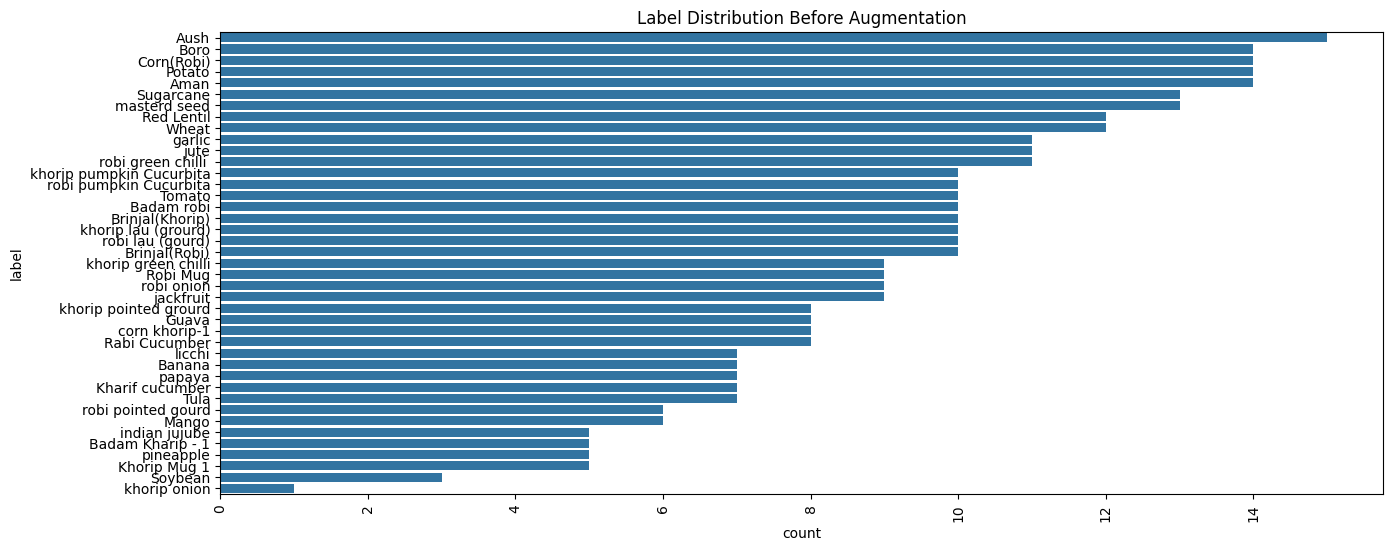 Label Distribution Before Augmentation
label
Aush
Boro
Corn(Robi)
Potato
Aman
Sugarcane
masterd seed
Red Lentil
Wheat
garlic
jute
robi green chilli
khorip pumpkin Cucurbita
robi pumpkin Cucurbita
Tomato
Badam robi
Brinjal(Khorip)
khorip lau (grourd)
robi lau (gourd)
Brinjal(Robi)
khorip green chilli
Robi Mug
robi onion
jackfruit
khorip pointed grourd
Guava
corn khorip-1
Rabi Cucumber
licchi
Banana
papaya
Kharif cucumber
Tula
robi pointed gourd
Mango
indian jujube
Badam Kharip - 1
pineapple
Khorip Mug 1
Soybean
khorip onion
0 2 4 6 8 10 12 14
count